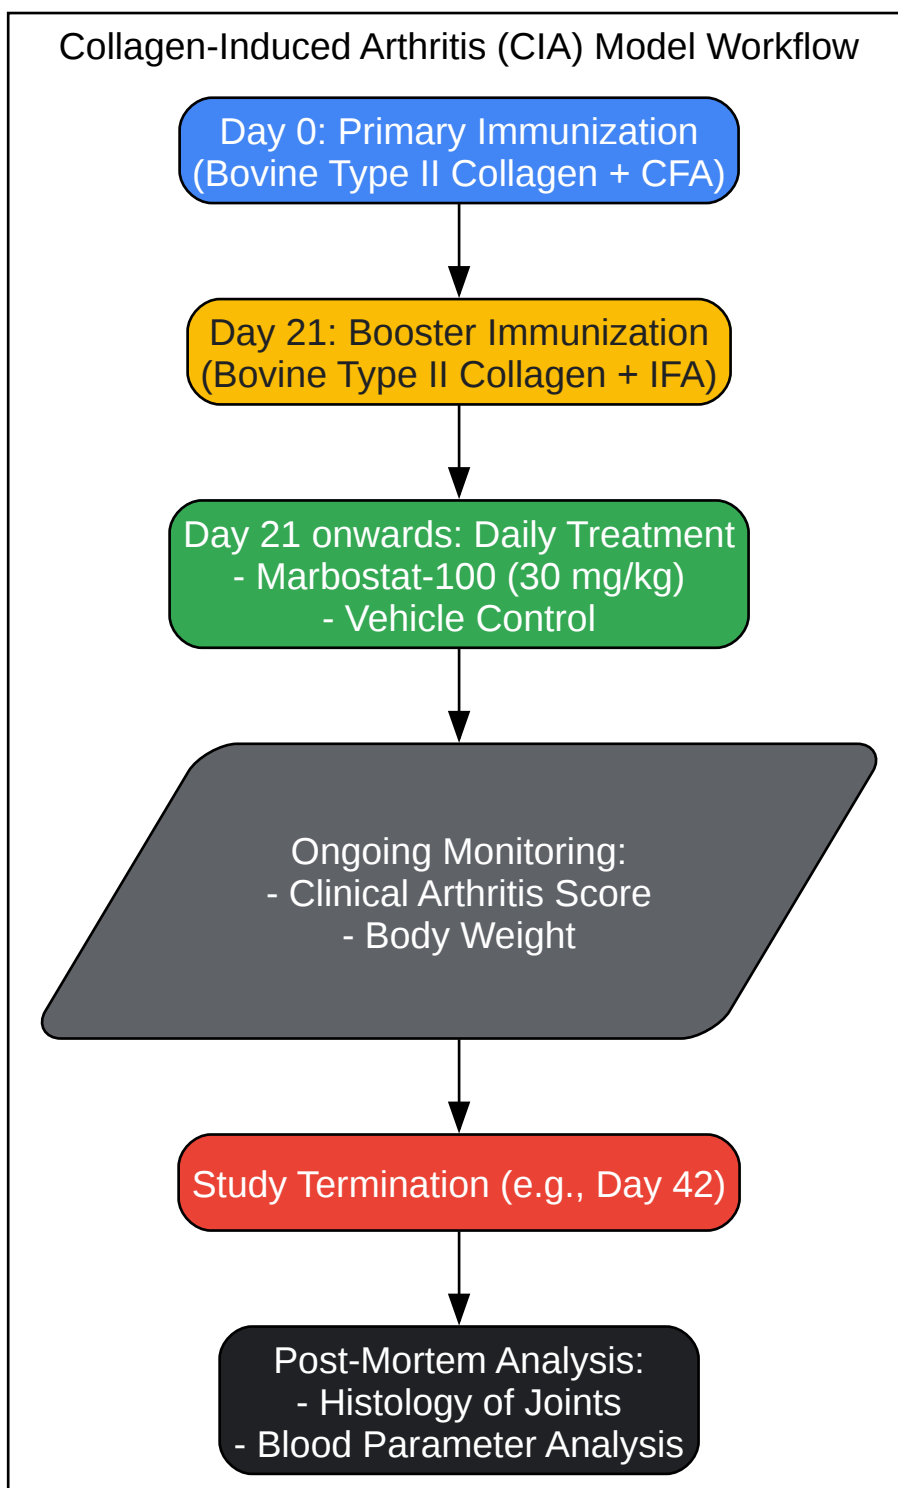 Collagen-Induced Arthritis (CIA) Model Workflow
Day 0: Primary Immunization
(Bovine Type II Collagen + CFA)
Day 21: Booster Immunization
(Bovine Type II Collagen + IFA)
Day 21 onwards: Daily Treatment
- Marbostat-100 (30 mg/kg)
- Vehicle Control
Ongoing Monitoring:
- Clinical Arthritis Score
- Body Weight
Study Termination (e.g., Day 42)
Post-Mortem Analysis:
- Histology of Joints
- Blood Parameter Analysis